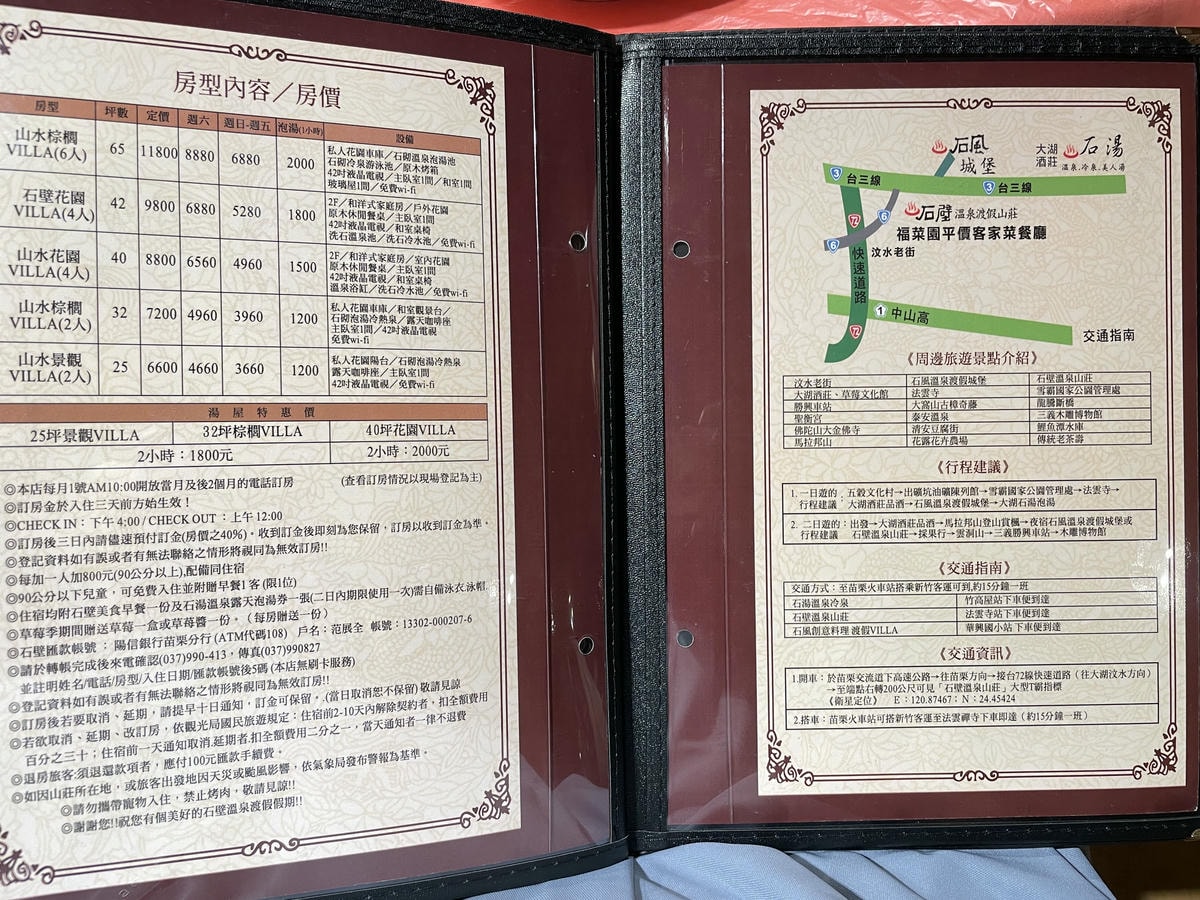 房型內容／房價
房型 坪數 定價 週六 週日-週五 泡湯(1小時) 設備
山水棕櫚 VILLA(6人) 65 11800 8880 6880 2000
私人花園車庫／石砌溫泉泡湯池
石砌冷泉游泳池／原木烤箱
42吋液晶電視／主臥室1間／和室1間
玻璃屋1間／免費wi-fi
石壁花園 VILLA(4人) 42 9800 6880 5280 1800
2F／和洋式家庭房／戶外花園
原木休閒餐桌／主臥室1間
42吋液晶電視／和室桌椅
洗石溫泉池／洗石冷水池／免費wi-fi
山水花園 VILLA(4人) 40 8800 6560 4960 1500
2F／和洋式家庭房／室內花園
原木休閒餐桌／主臥室1間
42吋液晶電視／和室桌椅
溫泉浴缸／洗石冷水池／免費wi-fi
山水棕櫚 VILLA(2人) 32 7200 4960 3960 1200
私人花園車庫／和室觀景台／
石砌泡湯冷熱泉／露天咖啡座
主臥室1間／42吋液晶電視
免費wi-fi
山水景觀 VILLA(2人) 25 6600 4660 3660 1200
私人花園陽台／石砌泡湯冷熱泉
露天咖啡座／主臥室1間
42吋液晶電視／免費wi-fi
湯屋特惠價
25坪景觀VILLA 32坪棕櫚VILLA 40坪花園VILLA
2小時：1800元 2小時：2000元
◎本店每月1號AM10:00開放當月及後2個月的電話訂房 (查看訂房情況以現場登記為主)
◎訂房金於入住三天前方始生效！
◎CHECK IN：下午 4:00 / CHECK OUT：上午 12:00
◎訂房後三日內請儘速預付訂金(房價之40%)。收到訂金後即刻為您保留，訂房以收到訂金為準。
◎登記資料如有誤或者有無法聯絡之情形將視同為無效訂房!!
◎每加一人加800元(90公分以上),配備同住宿
◎90公分以下兒童，可免費入住並附贈早餐1客 (限1位)
◎住宿均附石壁美食早餐一份及石湯溫泉露天泡湯券一張(二日內期限使用一次)需自備泳衣.泳帽.
◎草莓季期間贈送草莓一盒或草莓醬一份。（每房贈送一份）
◎石壁匯款帳號： 陽信銀行苗栗分行 (ATM代碼108) 戶名：范展全 帳號：13302-000207-6
◎請於轉帳完成後來電確認(037)990-413，傳真(037)990827
並註明姓名/電話/房型/入住日期/匯款帳號後5碼 (本店無刷卡服務)
◎登記資料如有誤或者有無法聯絡之情形將視同為無效訂房!!
◎訂房後若要取消、延期，請提早十日通知，訂金可保留，.(當日取消恕不保留) 敬請見諒
◎若欲取消、延期、改訂房，依觀光局國民旅遊規定：住宿前2-10天內解除契約者，扣全額費用
百分之三十；住宿前一天通知取消.延期者.扣全額費用二分之一，當天通知者一律不退費
◎退房旅客:須退還款項者，應付100元匯款手續費。
◎如因山莊所在地，或旅客出發地因天災或颱風影響，依氣象局發布警報為基準。
◎請勿攜帶寵物入住，禁止烤肉，敬請見諒!!
◎謝謝您!!祝您有個美好的石壁溫泉渡假假期!!
石風城堡
大湖酒莊 石湯
溫泉.冷泉.美人湯
3 台三線 3 台三線
72 6
石壁 溫泉渡假山莊
福菜園平價客家菜餐廳
6 汶水老街
快速道路
1 中山高
72
交通指南
《周邊旅遊景點介紹》
汶水老街 石風溫泉渡假城堡 石壁溫泉山莊
大湖酒莊、草莓文化館 法雲寺 雪霸國家公園管理處
勝興車站 大窩山古樟奇藤 龍騰斷橋
聖衡宮 泰安溫泉 三義木雕博物館
佛陀山大金佛寺 清安豆腐街 鯉魚潭水庫
馬拉邦山 花露花卉農場 傳統老茶壽
《行程建議》
1. 一日遊的行程建議：五穀文化村→出礦坑油礦陳列館→雪霸國家公園管理處→法雲寺→
大湖酒莊品酒→石風溫泉渡假城堡→大湖石湯泡湯
2. 二日遊的行程建議：出發→大湖酒莊品酒→馬拉邦山登山賞楓→夜宿石風溫泉渡假城堡或
石壁溫泉山莊→採果行→雲洞山→三義勝興車站→木雕博物館
《交通指南》
交通方式：至苗栗火車站搭乘新竹客運可到,約15分鐘一班
石湯溫泉冷泉 竹高屋站下車便到達
石壁溫泉山莊 法雲寺站下車便到達
石風創意料理 渡假VILLA 華興國小站下車便到達
《交通資訊》
1.開車：於苗栗交流道下高速公路→往苗栗方向→接台72線快速道路（往大湖汶水方向）
→至端點右轉200公尺可見「石壁溫泉山莊」大型T霸指標
《衛星定位》 E：120.87467；N：24.45424
2.搭車：苗栗火車站可搭新竹客運至法雲禪寺下車即達（約15分鐘一班）